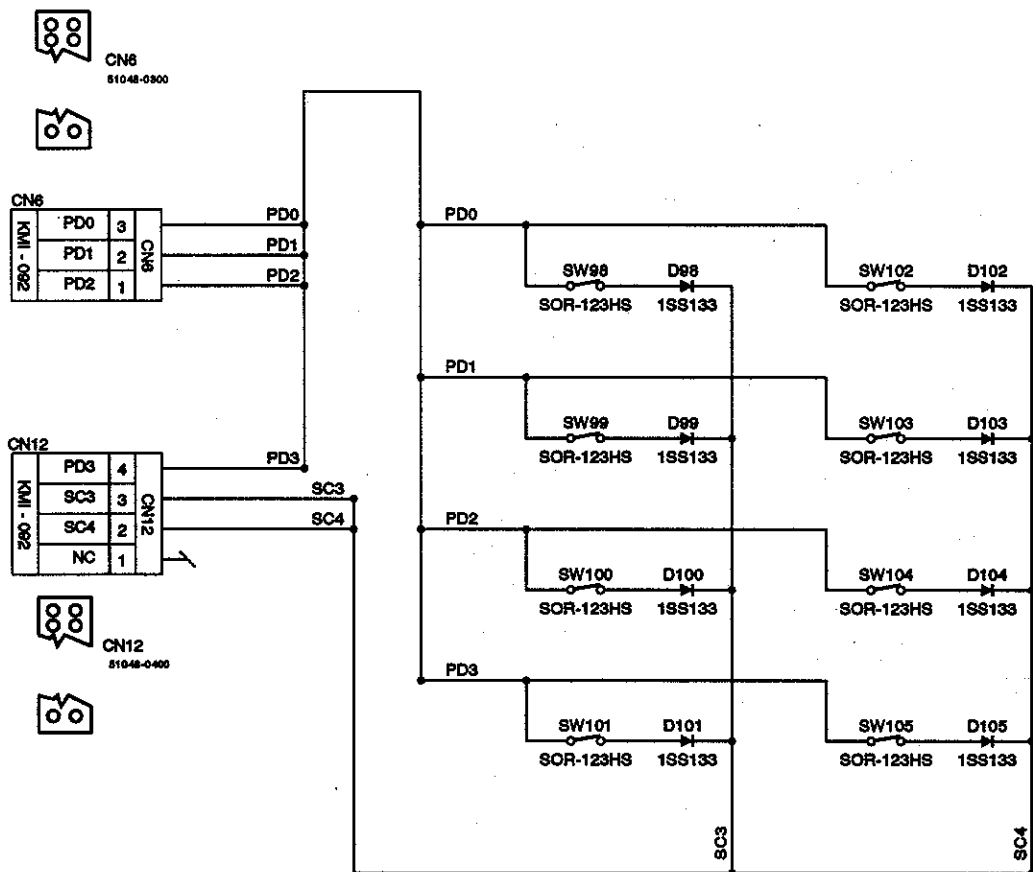 CN6
51048-0300
CN6
KMI - 092
PD0 3
PD1 2
PD2 1
CN6
PD0
PD1
PD2
CN12
KMI - 092
PD3 4
SC3 3
SC4 2
NC 1
CN12
PD3
SC3
SC4
CN12
51048-0400
PD0
SW98 D98
SOR-123HS 1SS133
SW102 D102
SOR-123HS 1SS133
PD1
SW99 D99
SOR-123HS 1SS133
SW103 D103
SOR-123HS 1SS133
PD2
SW100 D100
SOR-123HS 1SS133
SW104 D104
SOR-123HS 1SS133
PD3
SW101 D101
SOR-123HS 1SS133
SW105 D105
SOR-123HS 1SS133
SC3
SC4